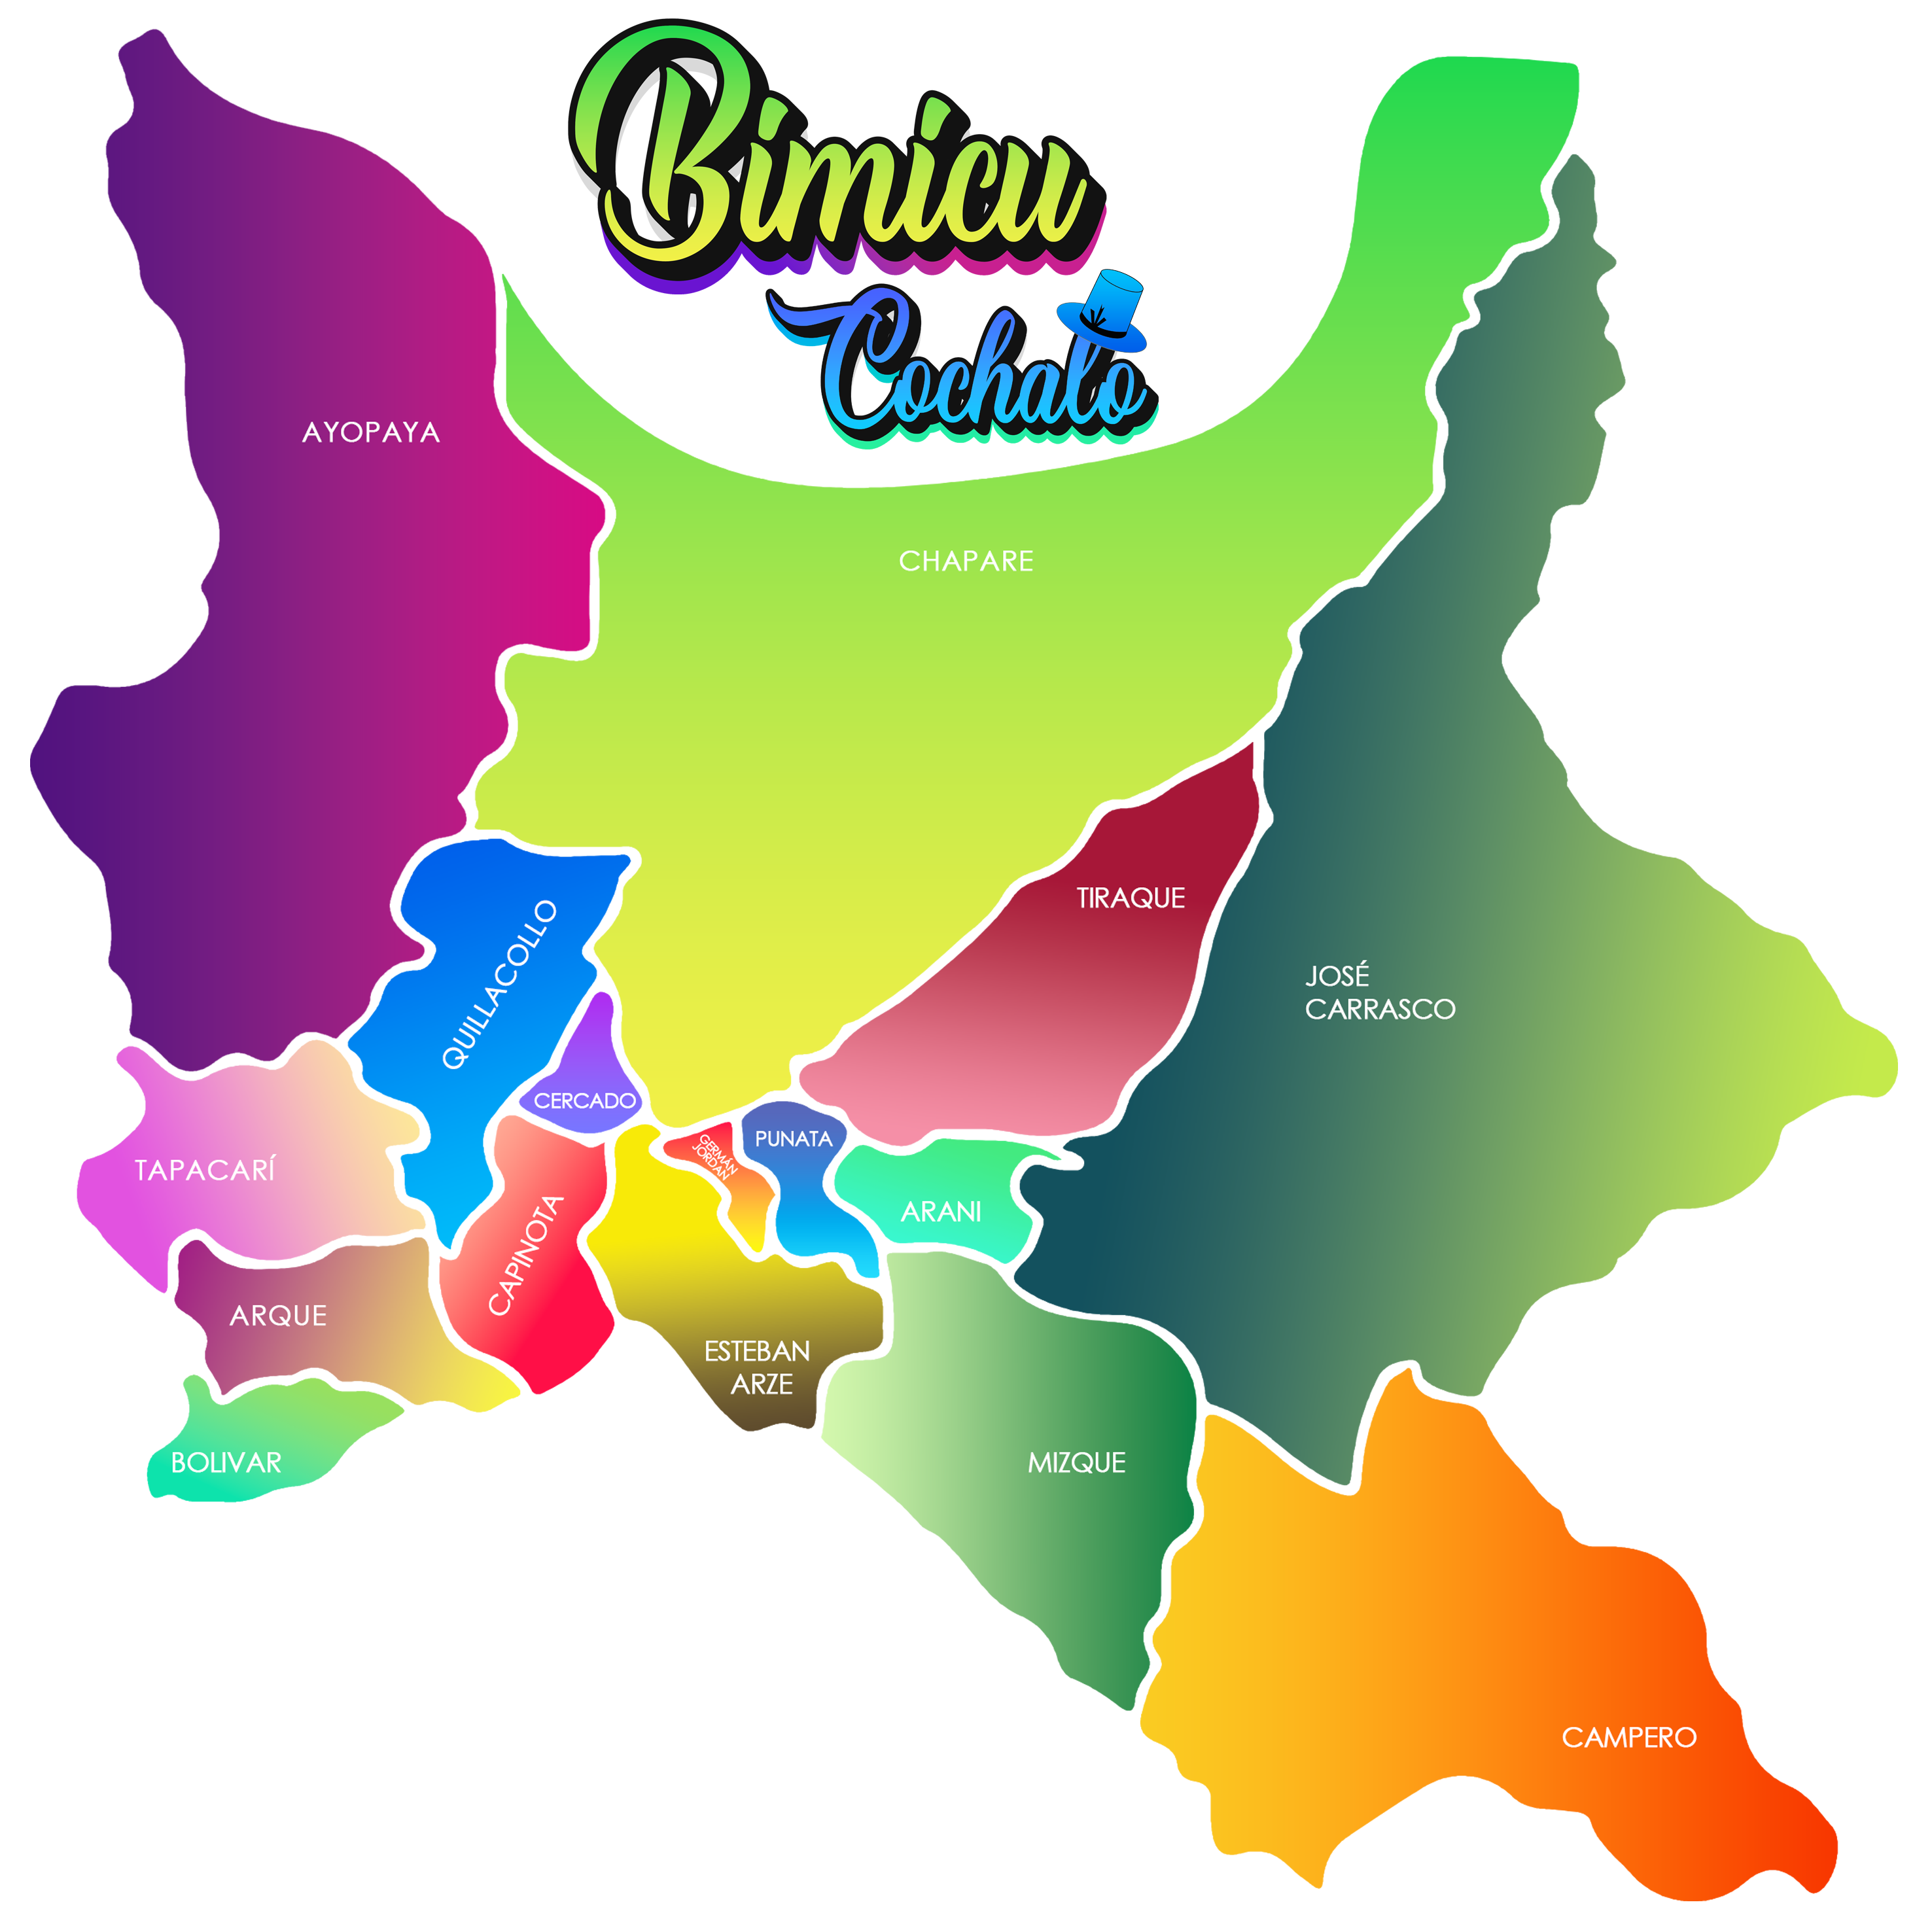 Bimicu
Cochalo
AYOPAYA
CHAPARE
TIRAQUE
QUILLACOLLO
JOSÉ
CARRASCO
CERCADO
PUNATA
GERMÁN
JORDAN
TAPACARÍ
ARANI
CAPINOTA
ARQUE
ESTEBAN
ARZE
BOLIVAR
MIZQUE
CAMPERO